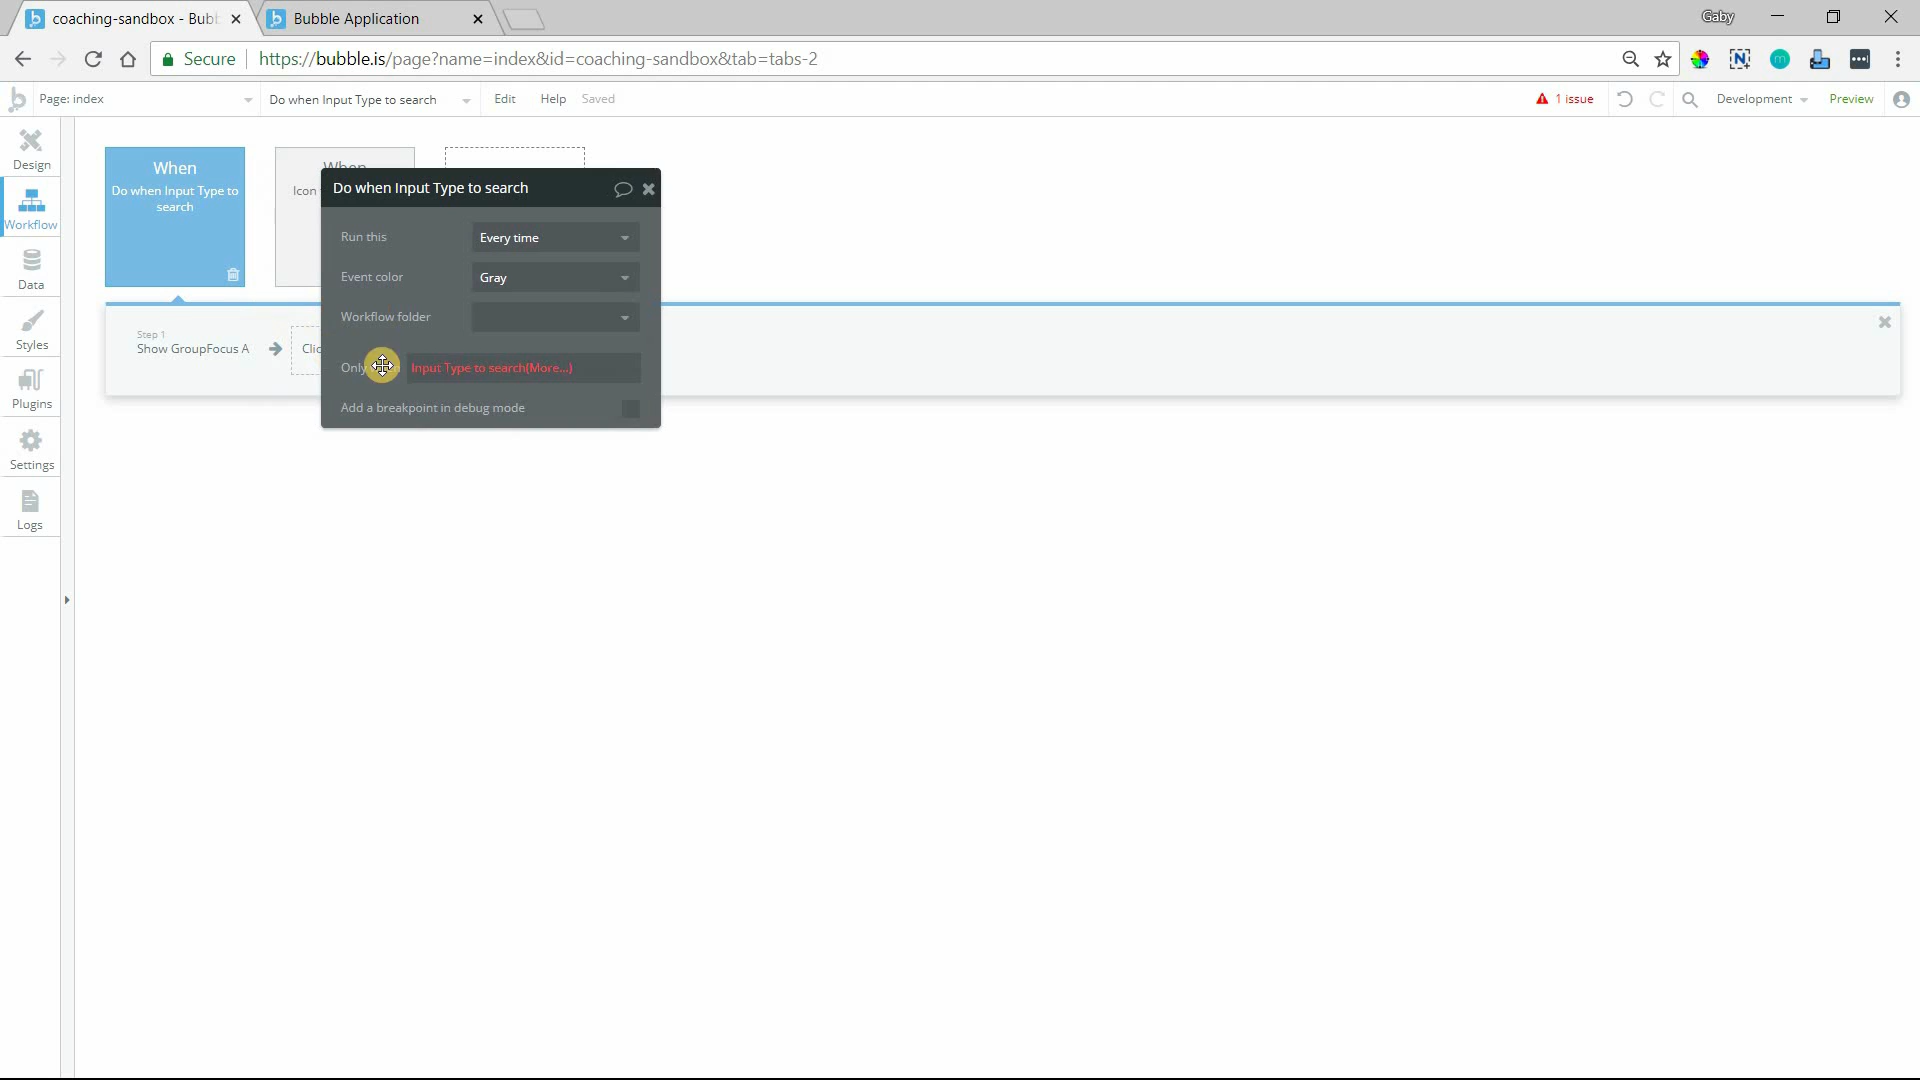 coaching-sandbox - Bubb
Bubble Application
Gaby
Secure
https://bubble.is/page?name=index&id=coaching-sandbox&tab=tabs-2
Page: index
Do when Input Type to search
Edit
Help
Saved
1 issue
Development
Preview
Design
Workflow
Data
Styles
Plugins
Settings
Logs
When
Do when Input Type to
search
When
Icon
Do when Input Type to search
Run this
Every time
Event color
Gray
Workflow folder
Only
Input Type to search(More...)
Add a breakpoint in debug mode
Step 1
Show GroupFocus A
Clic